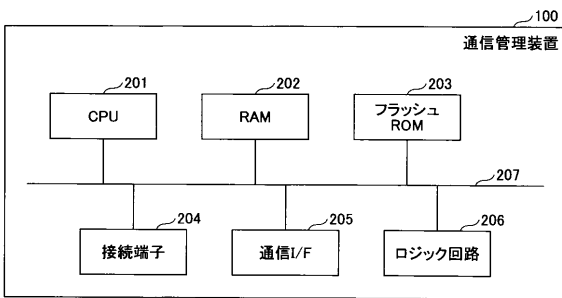 100
通信管理装置
201
202
203
CPU
RAM
フラッシュ
ROM
207
204
205
206
接続端子
通信I/F
ロジック回路